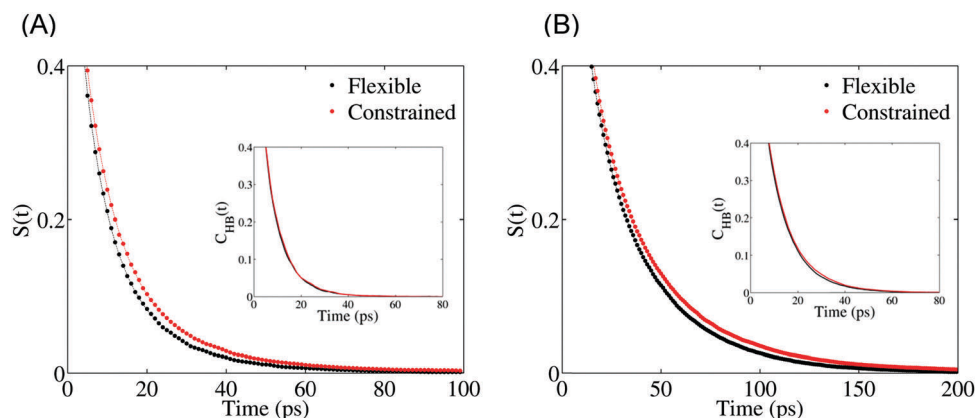 (A)
(B)
0.4
Flexible
Constrained
0.4
0.3
0.2
0.1
0
C_HB(t)
0 20 40 60 80
Time (ps)
0.2
S(t)
0
0 20 40 60 80 100
Time (ps)
0.4
Flexible
Constrained
0.4
0.3
0.2
0.1
0
C_HB(t)
0 20 40 60 80
Time (ps)
0.2
S(t)
0
0 50 100 150 200
Time (ps)